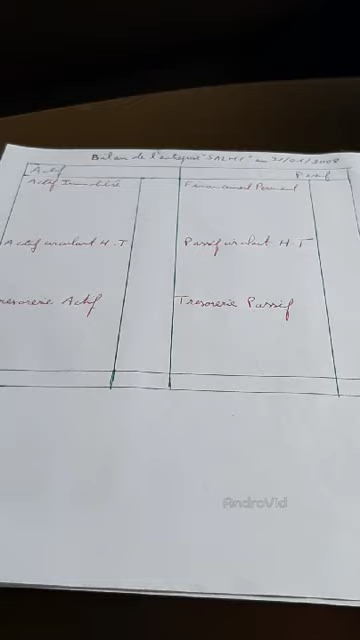 Bilan de l'entreprise "SALMI" au 31/01/2008
Actif
Passif
Actif Immobilisé
Financement Permanent
Actif circulant H.T
Passif circulant H.T
Tresorerie Actif
Tresorerie Passif
AndroVid